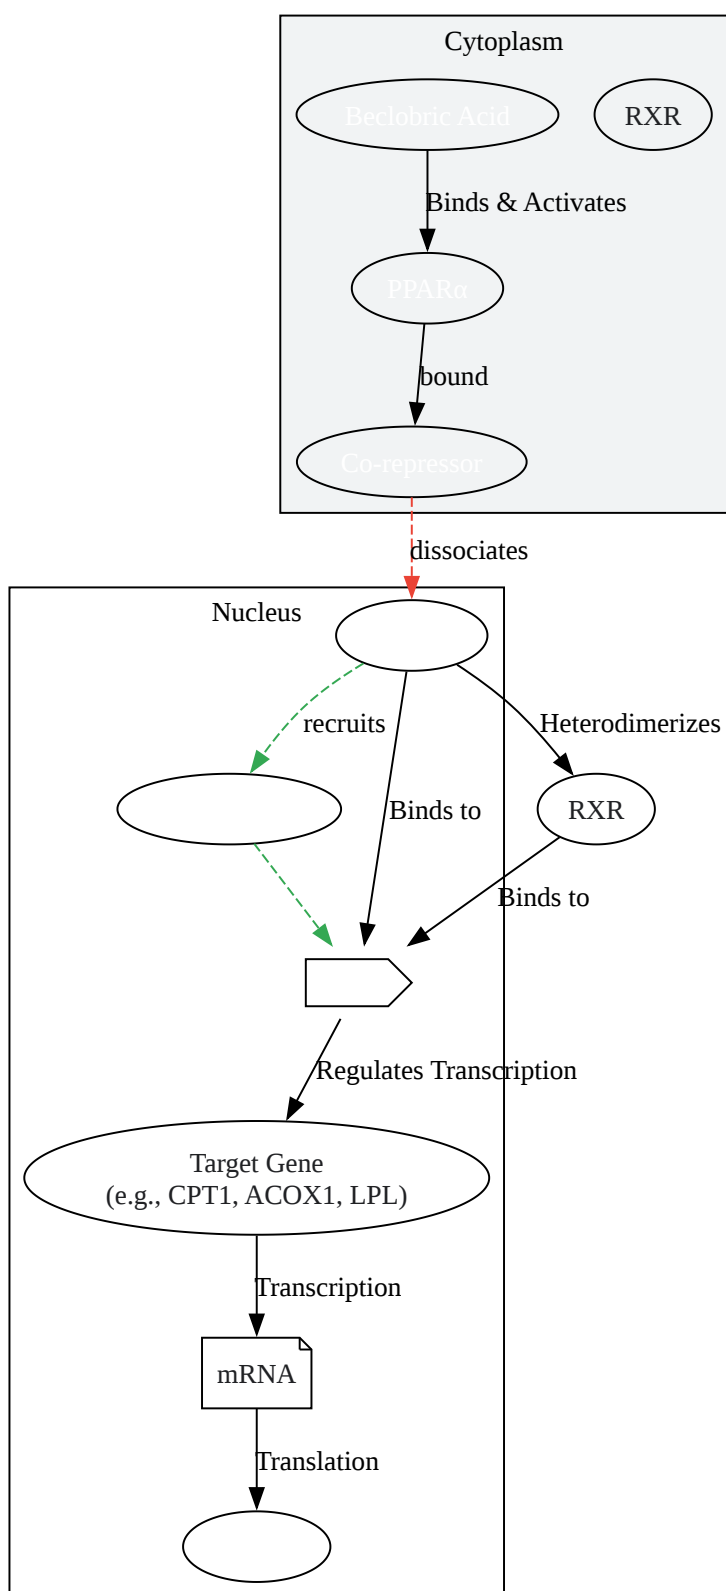 Cytoplasm
Beclobric Acid
RXR
Binds & Activates
PPARα
bound
Co-repressor
dissociates
Nucleus
recruits
Heterodimerizes
Binds to
RXR
Binds to
Regulates Transcription
Target Gene
(e.g., CPT1, ACOX1, LPL)
Transcription
mRNA
Translation